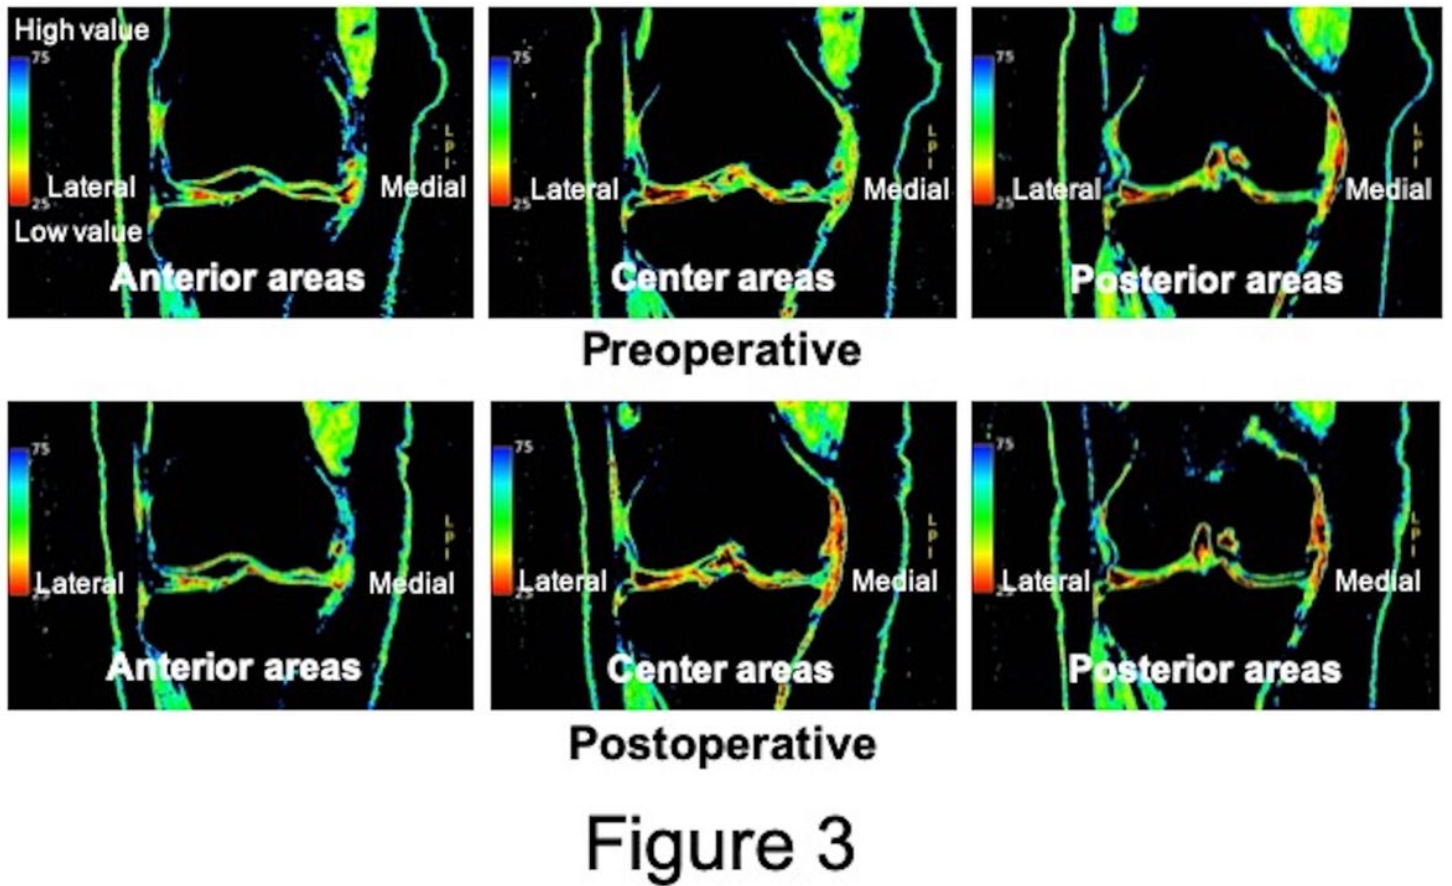 High value
75
Lateral
Medial
25
Low value
L
P
I
Anterior areas
75
Lateral
Medial
25
L
P
I
Center areas
75
Lateral
Medial
25
L
P
I
Posterior areas
Preoperative
75
Lateral
Medial
25
L
P
I
Anterior areas
75
Lateral
Medial
25
L
P
I
Center areas
75
Lateral
Medial
25
L
P
I
Posterior areas
Postoperative
Figure 3